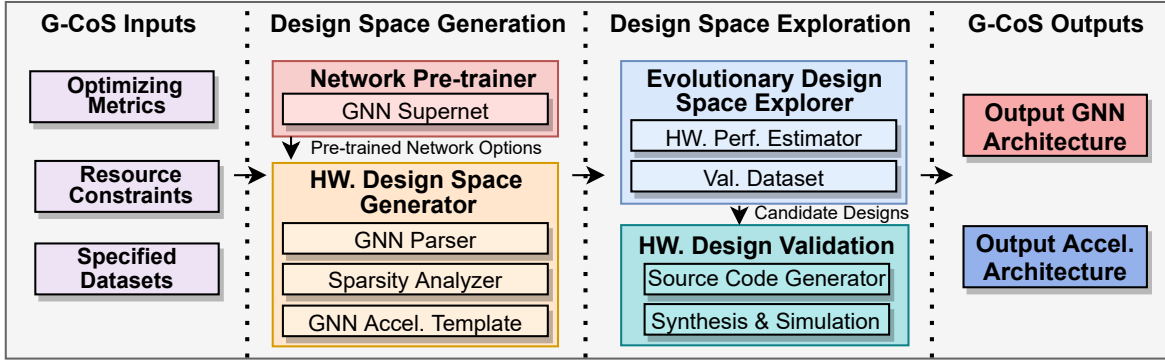 G-CoS Inputs
Optimizing
Metrics
Resource
Constraints
Specified
Datasets
Design Space Generation
Network Pre-trainer
GNN Supernet
Pre-trained Network Options
HW. Design Space
Generator
GNN Parser
Sparsity Analyzer
GNN Accel. Template
Design Space Exploration
Evolutionary Design
Space Explorer
HW. Perf. Estimator
Val. Dataset
Candidate Designs
HW. Design Validation
Source Code Generator
Synthesis & Simulation
G-CoS Outputs
Output GNN
Architecture
Output Accel.
Architecture